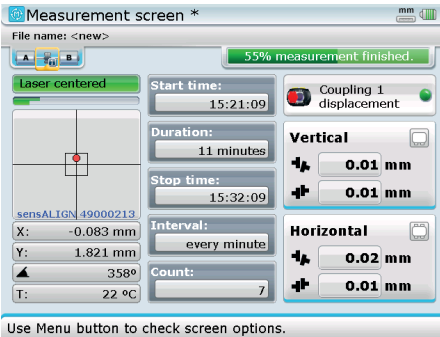 Measurement screen *
mm
File name: <new>
A
B
55% measurement finished.
Laser centered
sensALIGN 49000213
X: -0.083 mm
Y: 1.821 mm
358º
T: 22 ºC
Start time:
15:21:09
Duration:
11 minutes
Stop time:
15:32:09
Interval:
every minute
Count:
7
Coupling 1
displacement
Vertical
0.01 mm
0.01 mm
Horizontal
0.02 mm
0.01 mm
Use Menu button to check screen options.